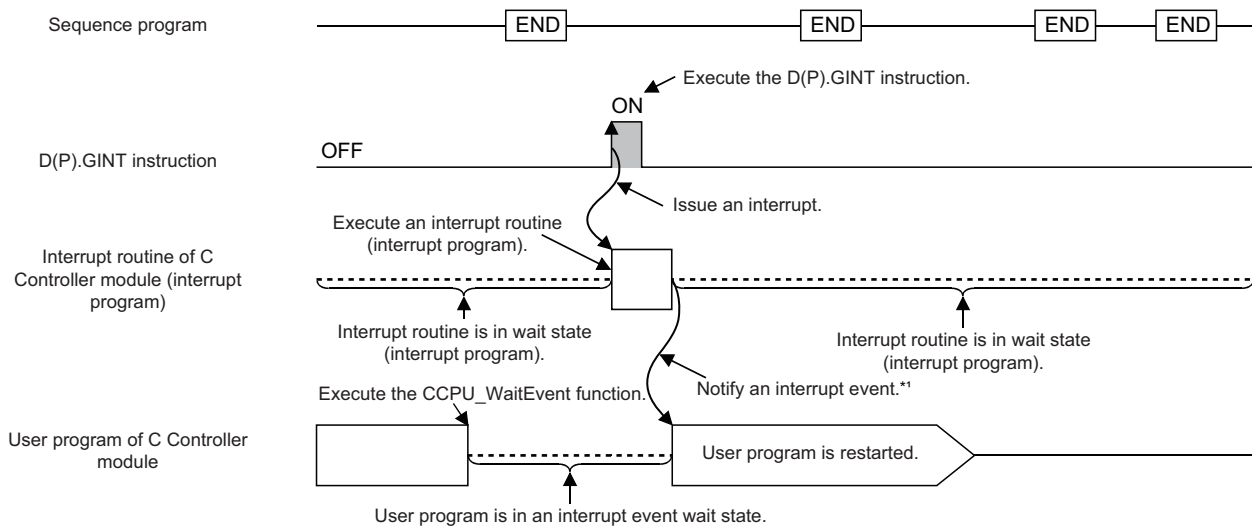 Sequence program
END
END
END
END
Execute the D(P).GINT instruction.
ON
D(P).GINT instruction
OFF
Issue an interrupt.
Execute an interrupt routine
(interrupt program).
Interrupt routine of C
Controller module (interrupt
program)
Interrupt routine is in wait state
(interrupt program).
Interrupt routine is in wait state
(interrupt program).
Notify an interrupt event.*1
Execute the CCPU_WaitEvent function.
User program of C Controller
module
User program is restarted.
User program is in an interrupt event wait state.